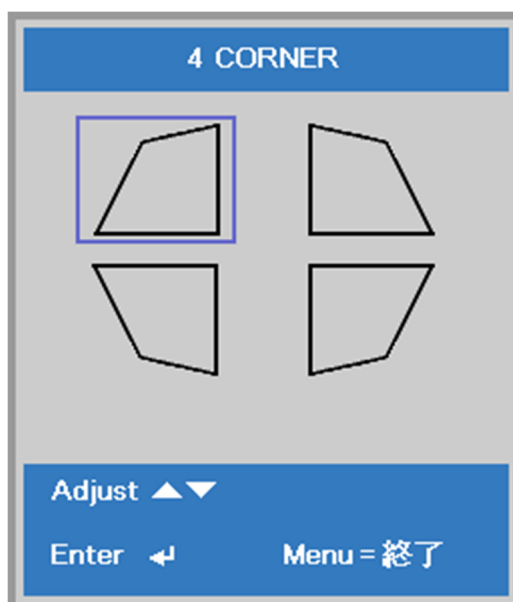 4 CORNER
Adjust ▲▼
Enter ↵ Menu = 終了